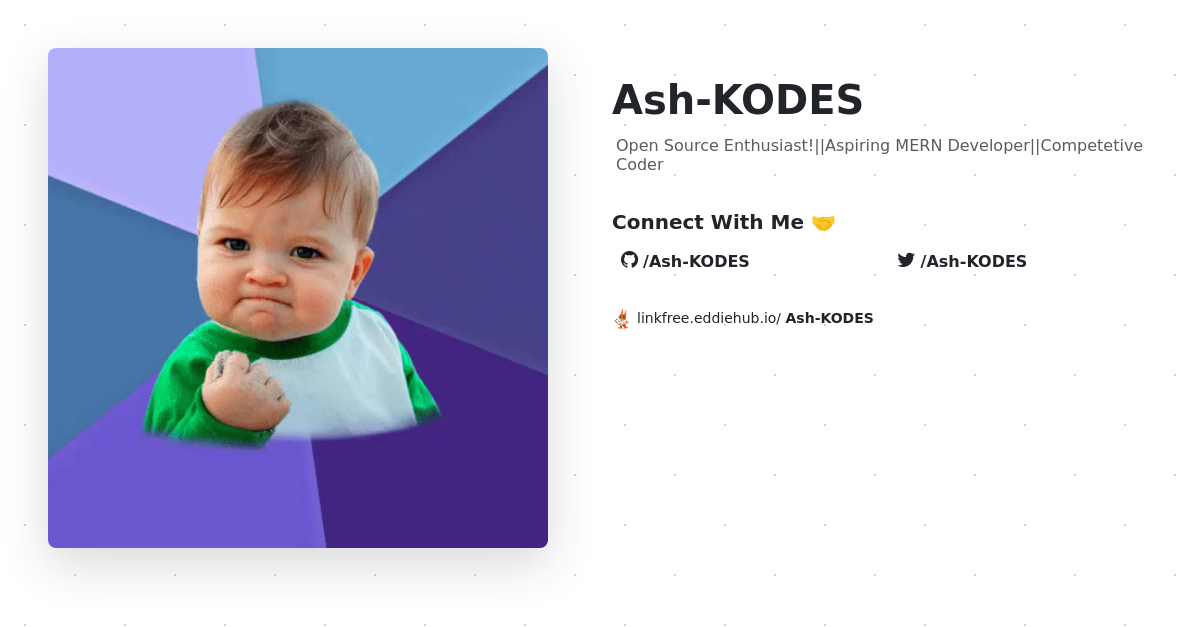 Ash-KODES
Open Source Enthusiast!||Aspiring MERN Developer||Competetive
Coder
Connect With Me 🤝
/Ash-KODES
/Ash-KODES
linkfree.eddiehub.io/ Ash-KODES